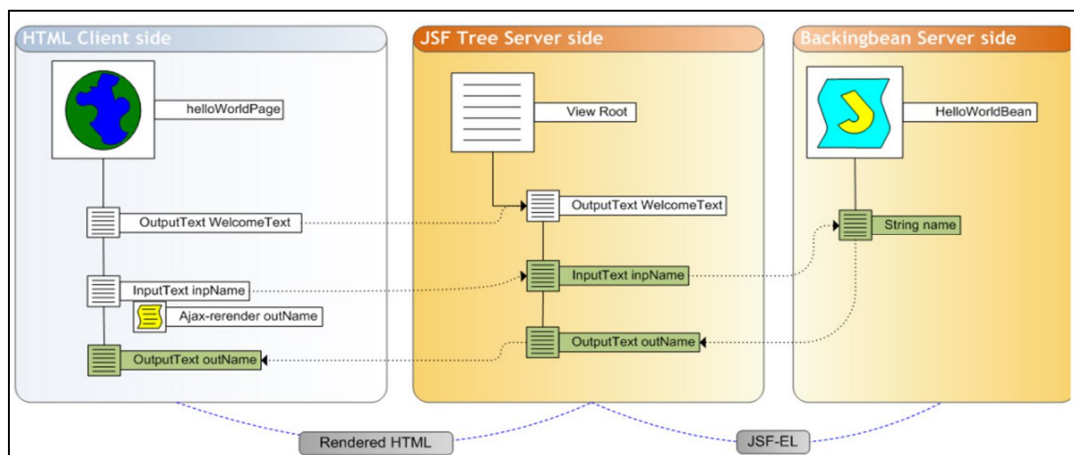 HTML Client side
helloWorldPage
OutputText WelcomeText
InputText inpName
Ajax-rerender outName
OutputText outName
JSF Tree Server side
View Root
OutputText WelcomeText
InputText inpName
OutputText outName
Backingbean Server side
HelloWorldBean
String name
Rendered HTML
JSF-EL